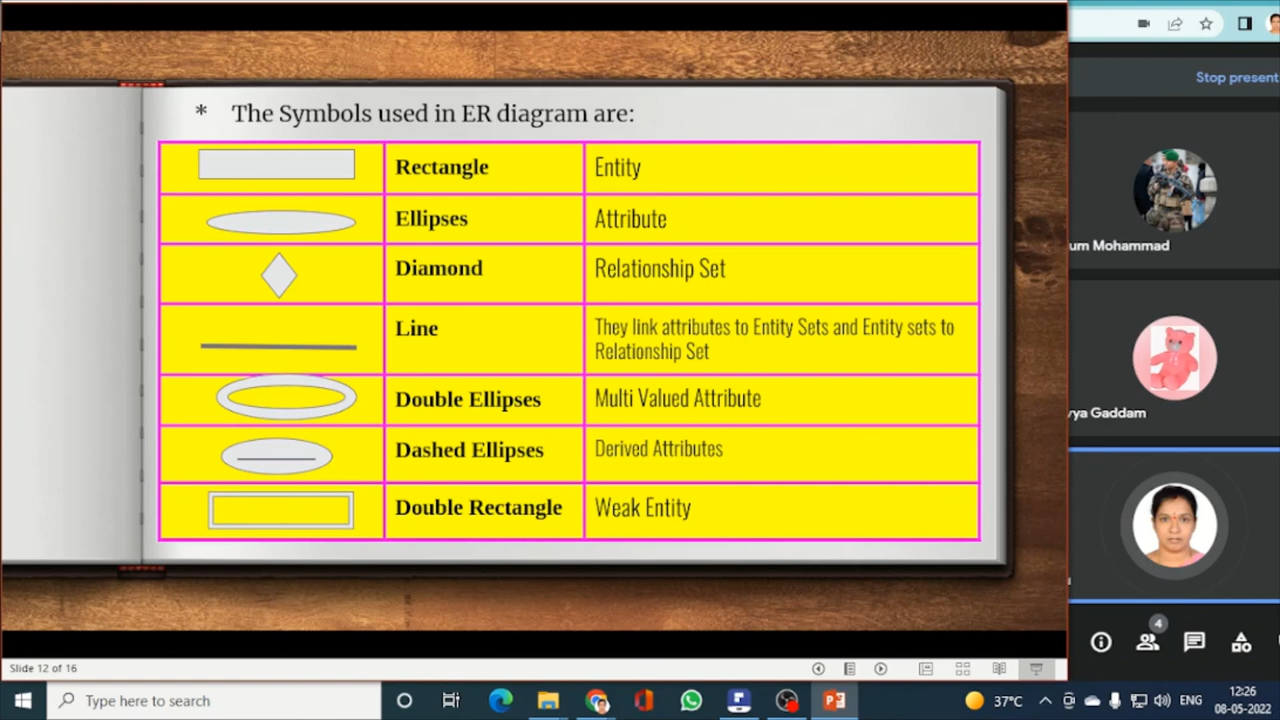 Stop present
* The Symbols used in ER diagram are:
Rectangle Entity
Ellipses Attribute
Diamond Relationship Set
Line They link attributes to Entity Sets and Entity sets to
Relationship Set
Double Ellipses Multi Valued Attribute
Dashed Ellipses Derived Attributes
Double Rectangle Weak Entity
um Mohammad
vya Gaddam
4
Slide 12 of 16
Type here to search
37°C
ENG
12:26
08-05-2022